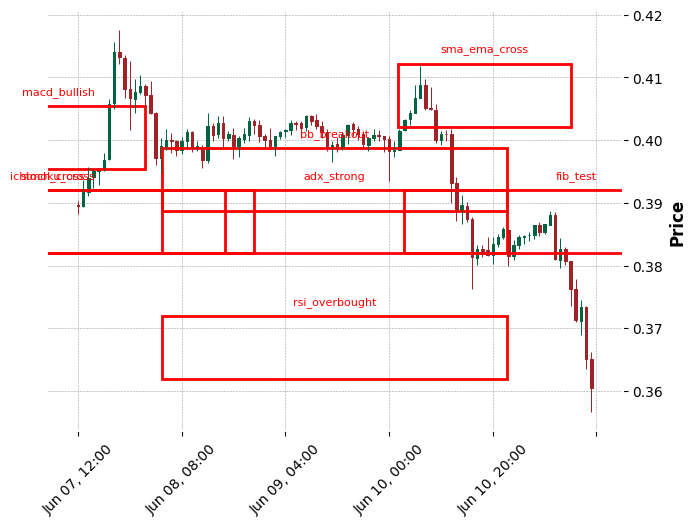 0.42
sma_ema_cross
0.41
macd_bullish
0.40
bb_breakout
adx_strong
fib_test
0.39
0.38
rsi_overbought
0.37
0.36
Price
Jun 07, 12:00
Jun 08, 08:00
Jun 09, 04:00
Jun 10, 00:00
Jun 10, 20:00